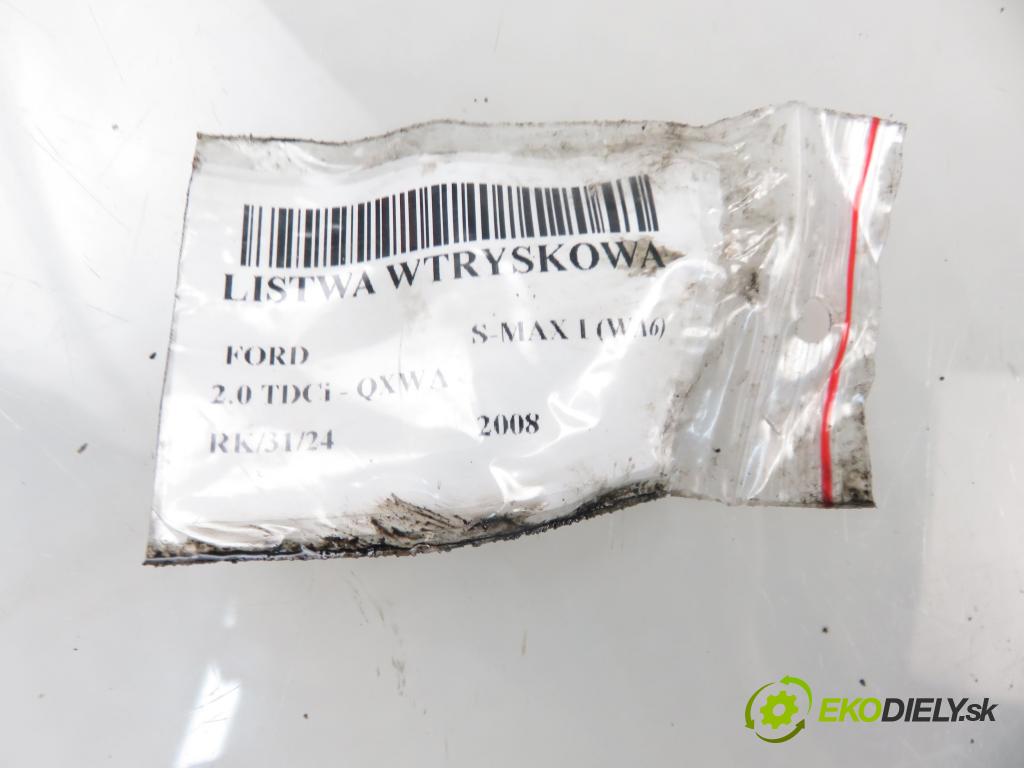 LISTWA WTRYSKOWA
FORD S-MAX I (WA6)
2.0 TDCi - QXWA
RK/31/24 2008
EKODIELY.sk